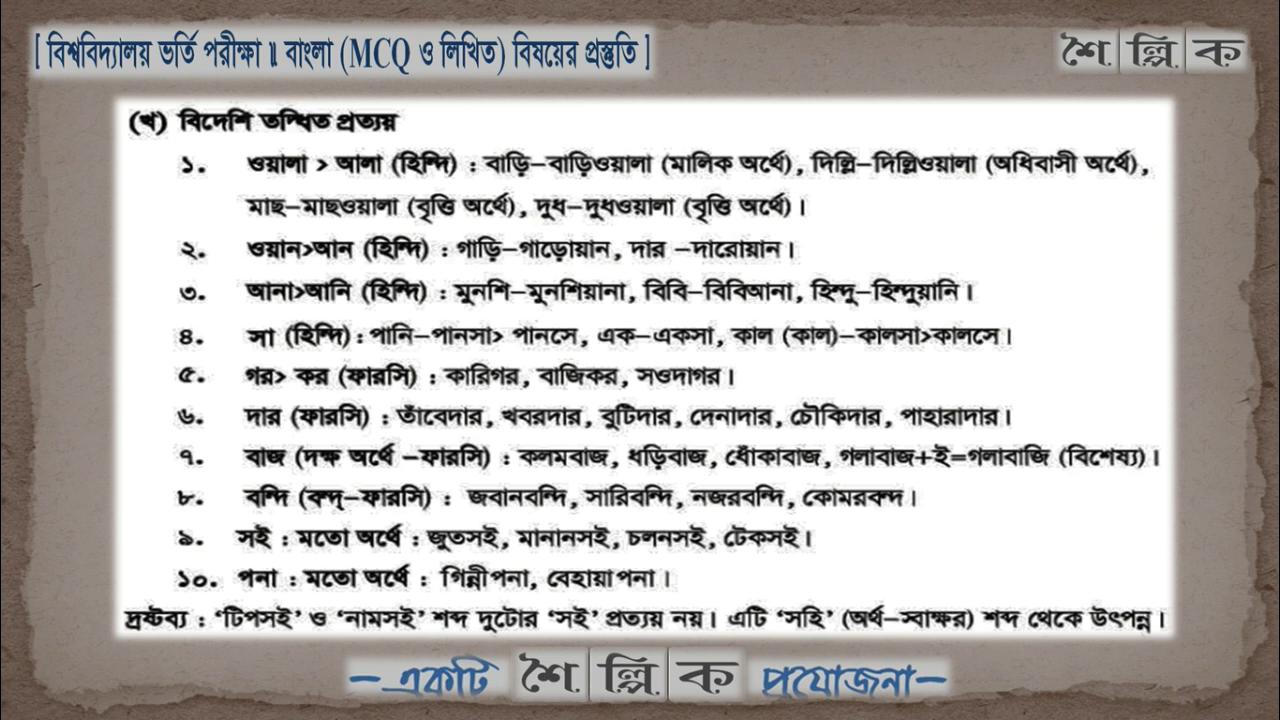 [ বিশ্ববিদ্যালয় ভর্তি পরীক্ষা ॥ বাংলা (MCQ ও লিখিত) বিষয়ের প্রস্তুতি ]
শৈ ল্পি ক
(খ) বিদেশি তদ্ধিত প্রত্যয়
১. ওয়ালা > আলা (হিন্দি) : বাড়ি–বাড়িওয়ালা (মালিক অর্থে), দিল্লি–দিল্লিওয়ালা (অধিবাসী অর্থে),
মাছ–মাছওয়ালা (বৃত্তি অর্থে), দুধ–দুধওয়ালা (বৃত্তি অর্থে)।
২. ওয়ান>আন (হিন্দি) : গাড়ি–গাড়োয়ান, দার –দারোয়ান।
৩. আনা>আনি (হিন্দি) : মুনশি–মুনশিয়ানা, বিবি–বিবিআনা, হিন্দু–হিন্দুয়ানি।
৪. সা (হিন্দি) : পানি–পানসা> পানসে, এক–একসা, কাল (কাল)–কালসা>কালসে।
৫. গর> কর (ফারসি) : কারিগর, বাজিকর, সওদাগর।
৬. দার (ফারসি) : তাঁবেদার, খবরদার, বুটিদার, দেনাদার, চৌকিদার, পাহারাদার।
৭. বাজ (দক্ষ অর্থে –ফারসি) : কলমবাজ, ধড়িবাজ, ধোঁকাবাজ, গলাবাজ+ই=গলাবাজি (বিশেষ্য)।
৮. বন্দি (বন্দ্–ফারসি) : জবানবন্দি, সারিবন্দি, নজরবন্দি, কোমরবন্দ।
৯. সই : মতো অর্থে : জুতসই, মানানসই, চলনসই, টেকসই।
১০. পনা : মতো অর্থে : গিন্নীপনা, বেহায়াপনা।
দ্রষ্টব্য : ‘টিপসই’ ও ‘নামসই’ শব্দ দুটোর ‘সই’ প্রত্যয় নয়। এটি ‘সহি’ (অর্থ–স্বাক্ষর) শব্দ থেকে উৎপন্ন।
–একটি শৈ ল্পি ক প্রযোজনা–